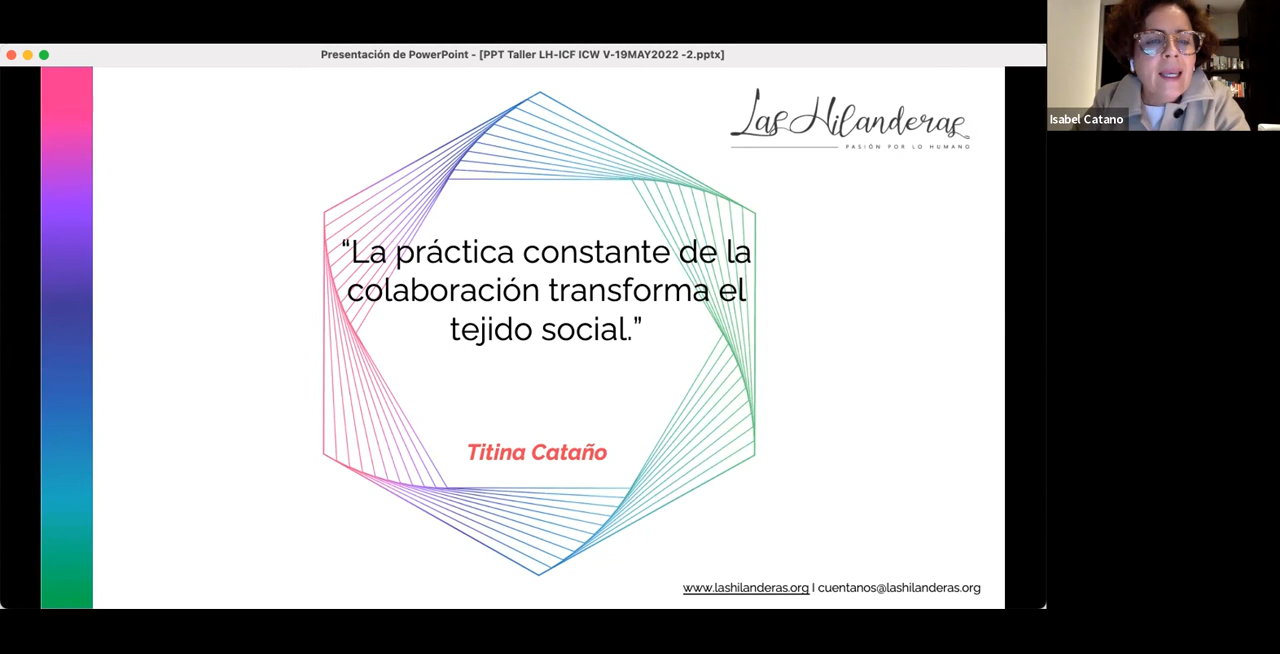 Presentación de PowerPoint - [PPT Taller LH-ICF ICW V-19MAY2022 -2.pptx]
Isabel Catano
Las Hilanderas
PASIÓN POR LO HUMANO
“La práctica constante de la
colaboración transforma el
tejido social.”
Titina Cataño
www.lashilanderas.org I cuentanos@lashilanderas.org